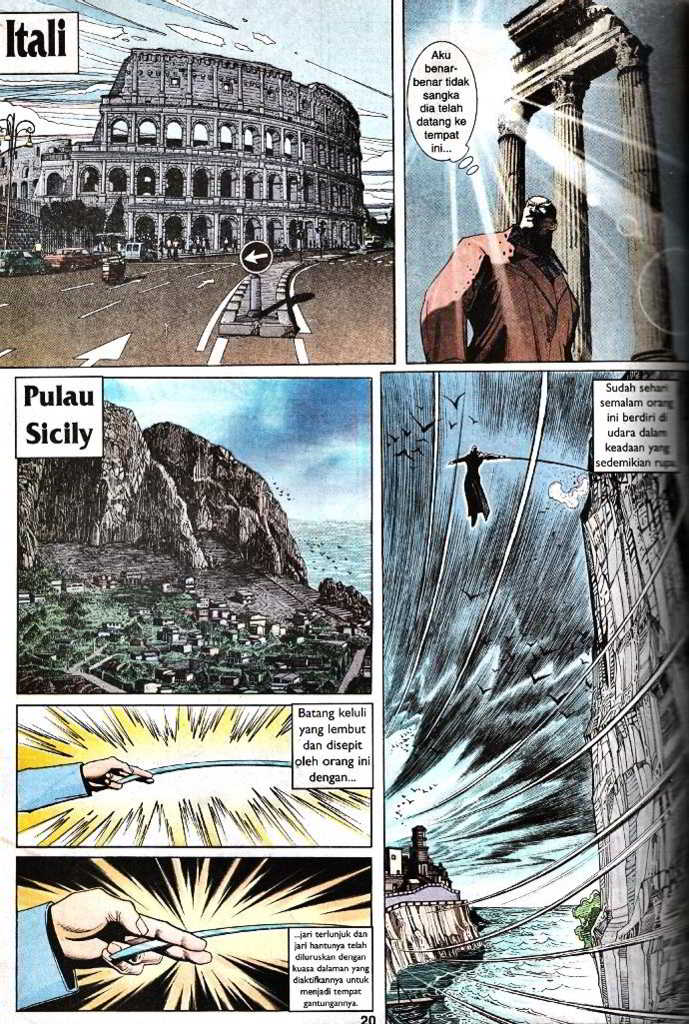 Itali
Aku
benar-
benar tidak
sangka
dia telah
datang ke
tempat
ini...
Pulau
Sicily
Sudah sehari
semalam orang
ini berdiri di
udara dalam
keadaan yang
sedemikian rupa.
Batang keluli
yang lembut
dan disepit
oleh orang ini
dengan...
...jari terlunjuk dan
jari hantunya telah
diluruskan dengan
kuasa dalaman yang
diaktifkannya untuk
menjadi tempat
gantungannya.
20